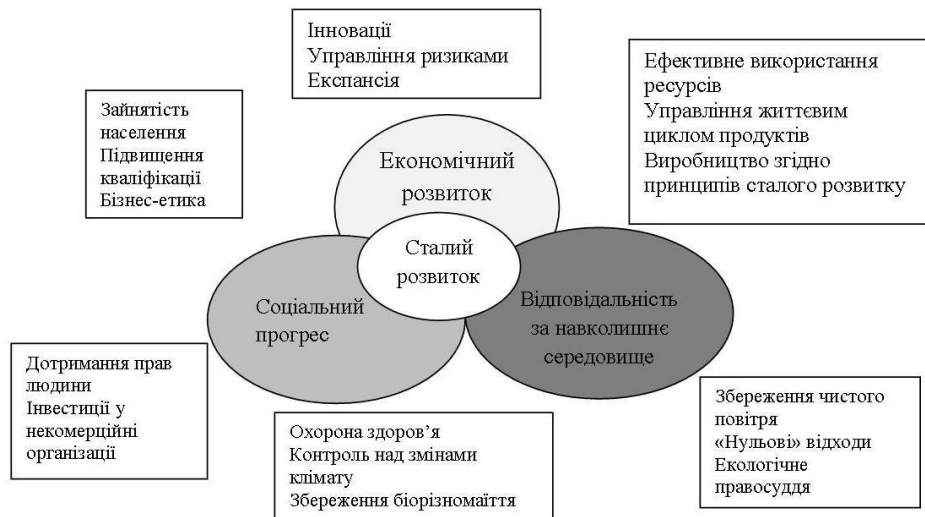 Інновації
Управління ризиками
Експансія
Ефективне використання
ресурсів
Управління життєвим
циклом продуктів
Виробництво згідно
принципів сталого розвитку
Зайнятість
населення
Підвищення
кваліфікації
Бізнес-етика
Економічний
розвиток
Сталий
розвиток
Соціальний
прогрес
Відповідальність
за навколишнє
середовище
Дотримання прав
людини
Інвестиції у
некомерційні
організації
Охорона здоров’я
Контроль над змінами
клімату
Збереження біорізномаїття
Збереження чистого
повітря
«Нульові» відходи
Екологічне
правосуддя